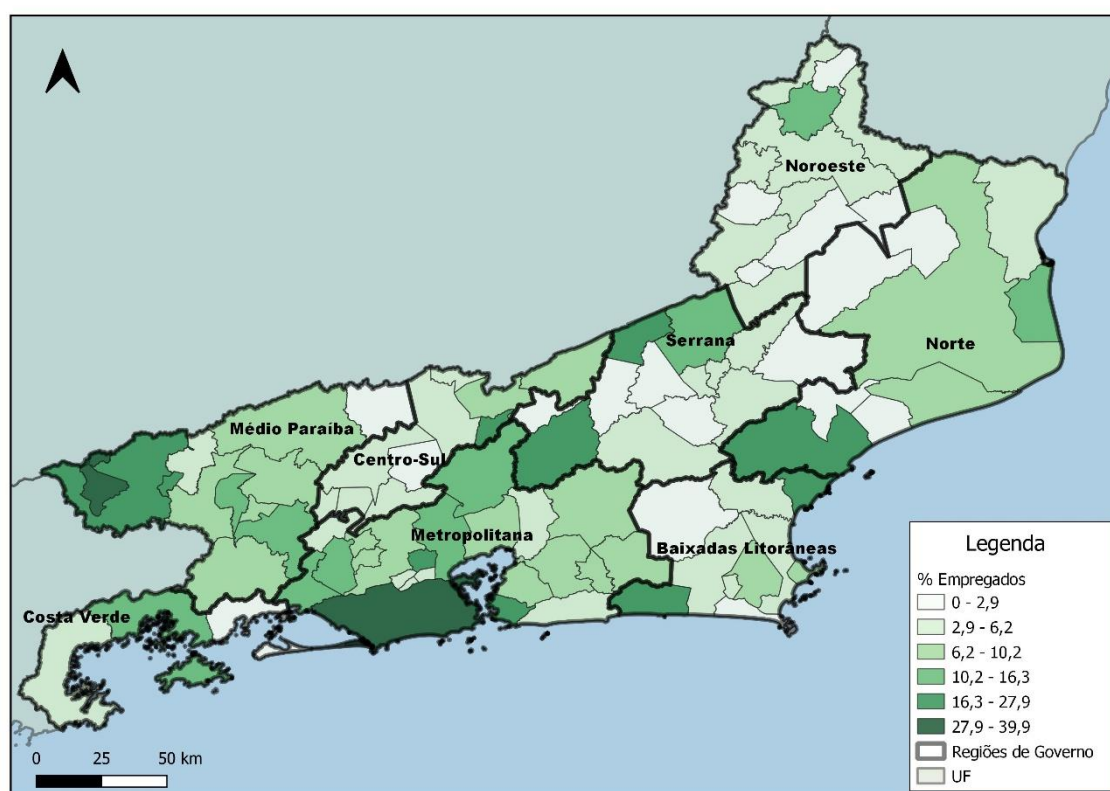 Noroeste
Serrana
Norte
Médio Paraíba
Centro-Sul
Metropolitana
Baixadas Litorâneas
Costa Verde
0 25 50 km
Legenda
% Empregados
0 - 2,9
2,9 - 6,2
6,2 - 10,2
10,2 - 16,3
16,3 - 27,9
27,9 - 39,9
Regiões de Governo
UF